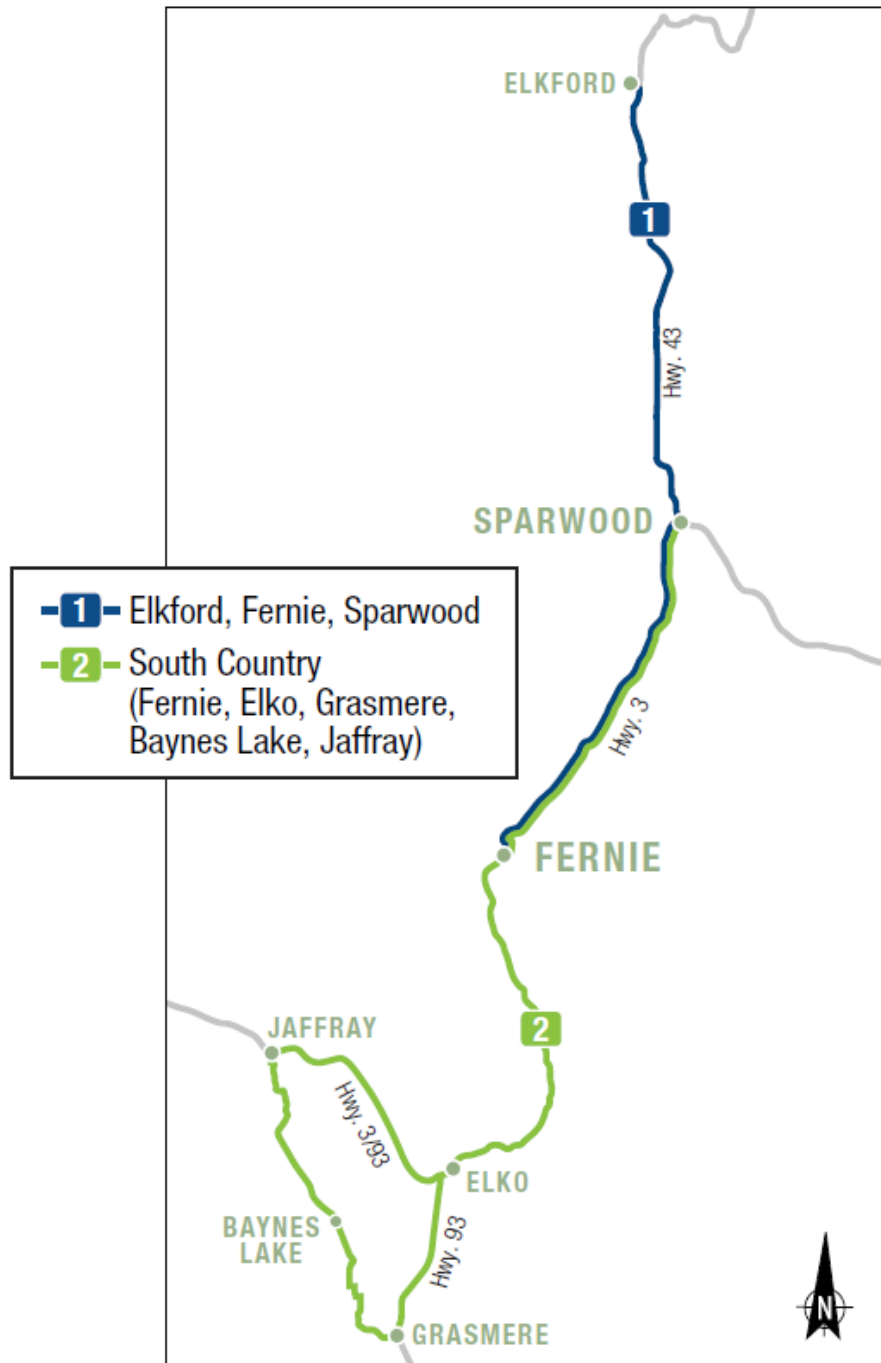 ELKFORD
1
Hwy. 43
SPARWOOD
1 Elkford, Fernie, Sparwood
2 South Country
(Fernie, Elko, Grasmere,
Baynes Lake, Jaffray)
Hwy. 3
FERNIE
2
JAFFRAY
Hwy. 3/93
ELKO
BAYNES
LAKE
Hwy. 93
GRASMERE
N